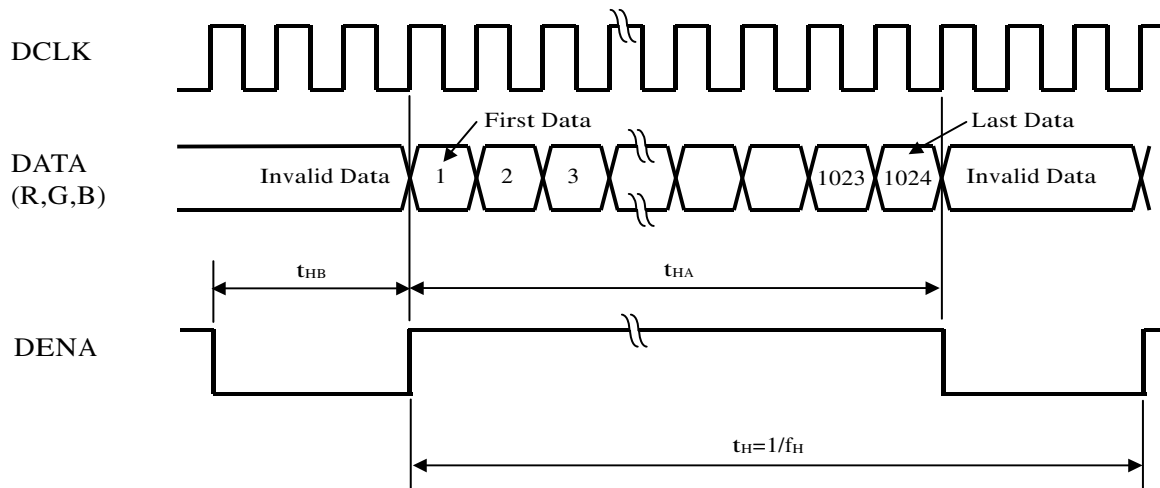 DCLK
First Data
Last Data
DATA
(R,G,B)
Invalid Data 1 2 3 1023 1024 Invalid Data
tHB
tHA
DENA
tH=1/fH